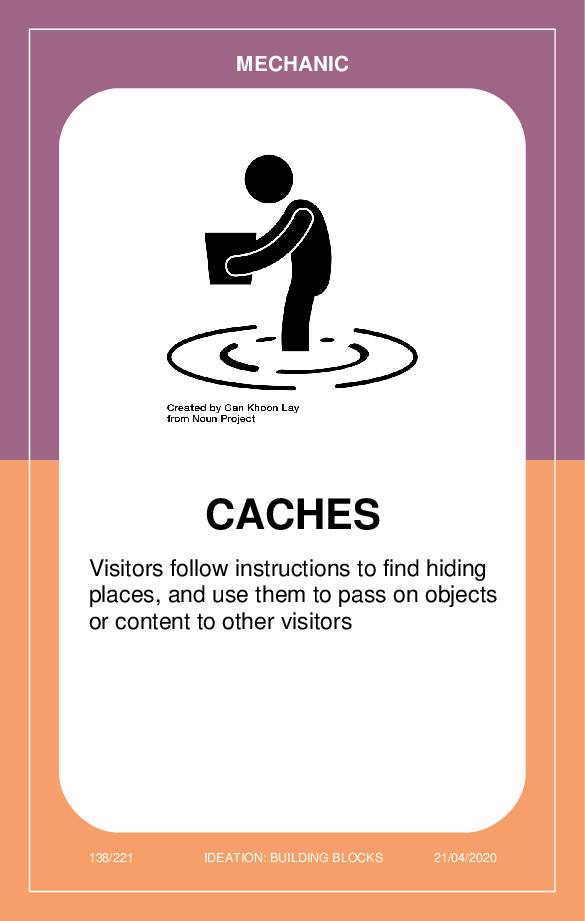 MECHANIC
Created by Gan Khoon Lay
from Noun Project
CACHES
Visitors follow instructions to find hiding
places, and use them to pass on objects
or content to other visitors
138/221 IDEATION: BUILDING BLOCKS 21/04/2020